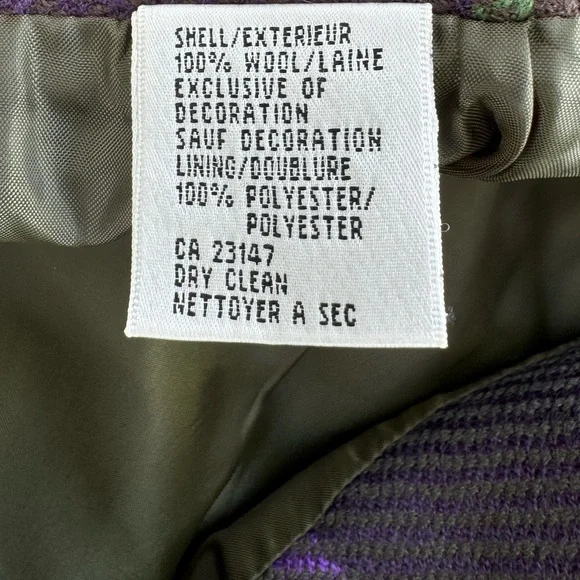 SHELL/EXTERIEUR
100% WOOL/LAINE
EXCLUSIVE OF
DECORATION
SAUF DECORATION
LINING/DOUBLURE
100% POLYESTER/
POLYESTER
CA 23147
DRY CLEAN
NETTOYER A SEC